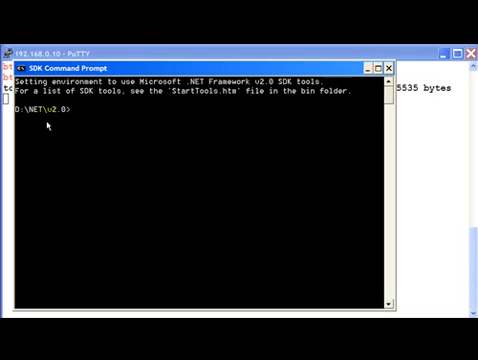 192.168.0.10 - PuTTY
SDK Command Prompt
Setting environment to use Microsoft .NET Framework v2.0 SDK tools.
For a list of SDK tools, see the 'StartTools.htm' file in the bin folder.
5535 bytes
D:\NET\v2.0>